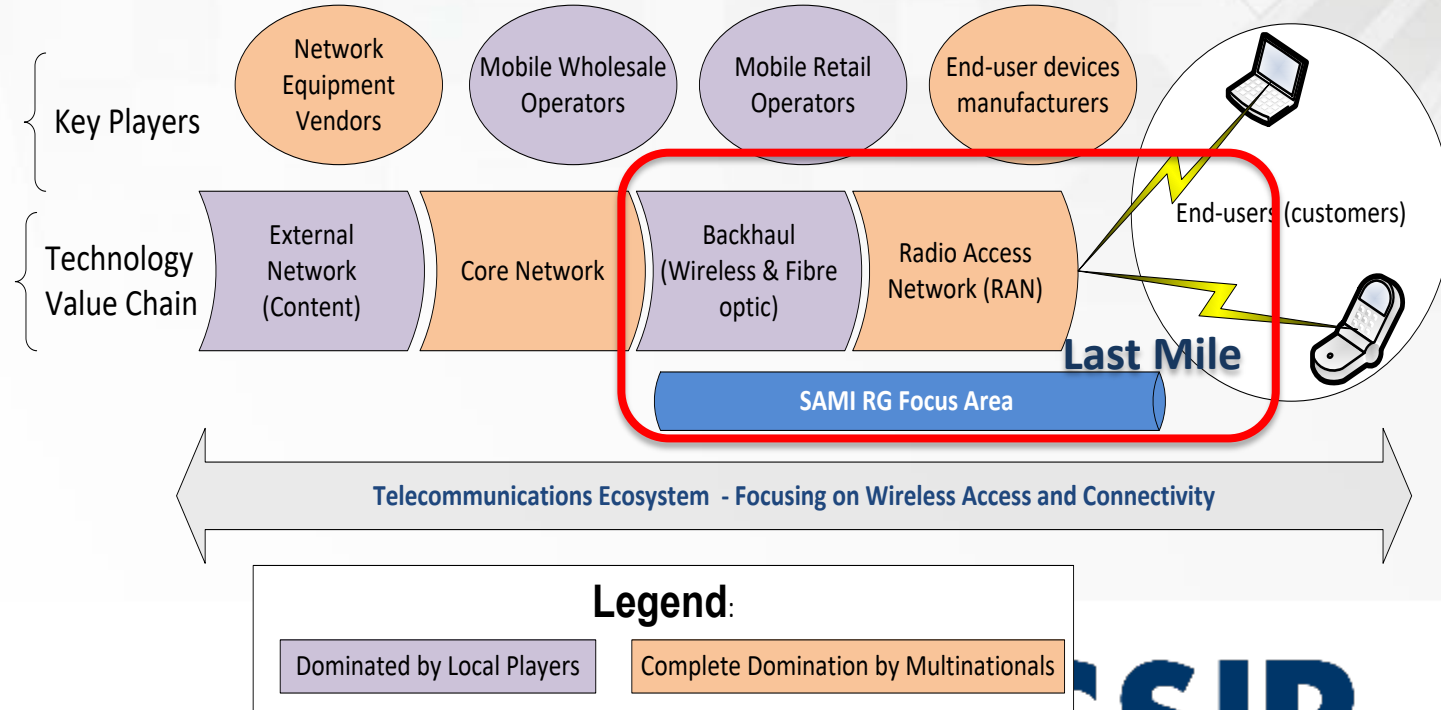 Network
Equipment
Vendors
Mobile Wholesale
Operators
Mobile Retail
Operators
End-user devices
manufacturers
Key Players
End-users (customers)
Technology
Value Chain
External
Network
(Content)
Core Network
Backhaul
(Wireless & Fibre
optic)
Radio Access
Network (RAN)
Last Mile
SAMI RG Focus Area
Telecommunications Ecosystem - Focusing on Wireless Access and Connectivity
Legend:
Dominated by Local Players
Complete Domination by Multinationals